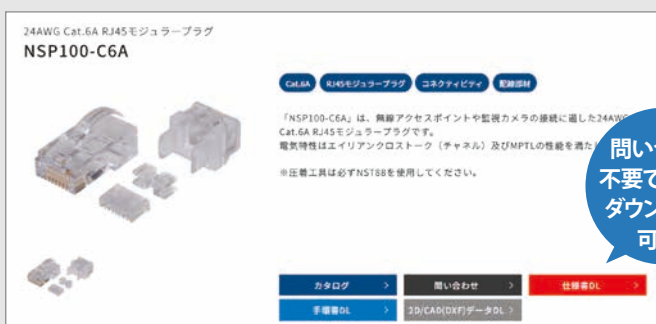 24AWG Cat.6A RJ45モジュラープラグ
NSP100-C6A
Cat.6A RJ45モジュラープラグ コネクティビティ 配線部材
「NSP100-C6A」は、無線アクセスポイントや監視カメラの接続に適した24AWG
Cat.6A RJ45モジュラープラグです。
電気特性はエイリアンクロストーク（チャネル）及びMPTLの性能を満た
※圧着工具は必ずNST88を使用してください。
問い
不要で
ダウン
可
カタログ > 問い合わせ > 仕様書DL >
手順書DL > 2D/CAD(DXF)データDL >